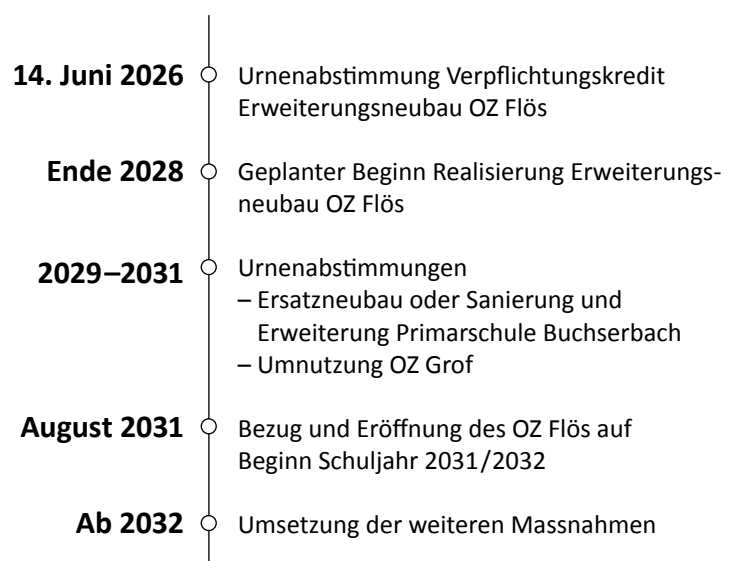 14. Juni 2026 Urnenabstimmung Verpflichtungskredit
Erweiterungsneubau OZ Flös
Ende 2028 Geplanter Beginn Realisierung Erweiterungs-
neubau OZ Flös
2029–2031 Urnenabstimmungen
– Ersatzneubau oder Sanierung und
Erweiterung Primarschule Buchserbach
– Umnutzung OZ Grof
August 2031 Bezug und Eröffnung des OZ Flös auf
Beginn Schuljahr 2031/2032
Ab 2032 Umsetzung der weiteren Massnahmen